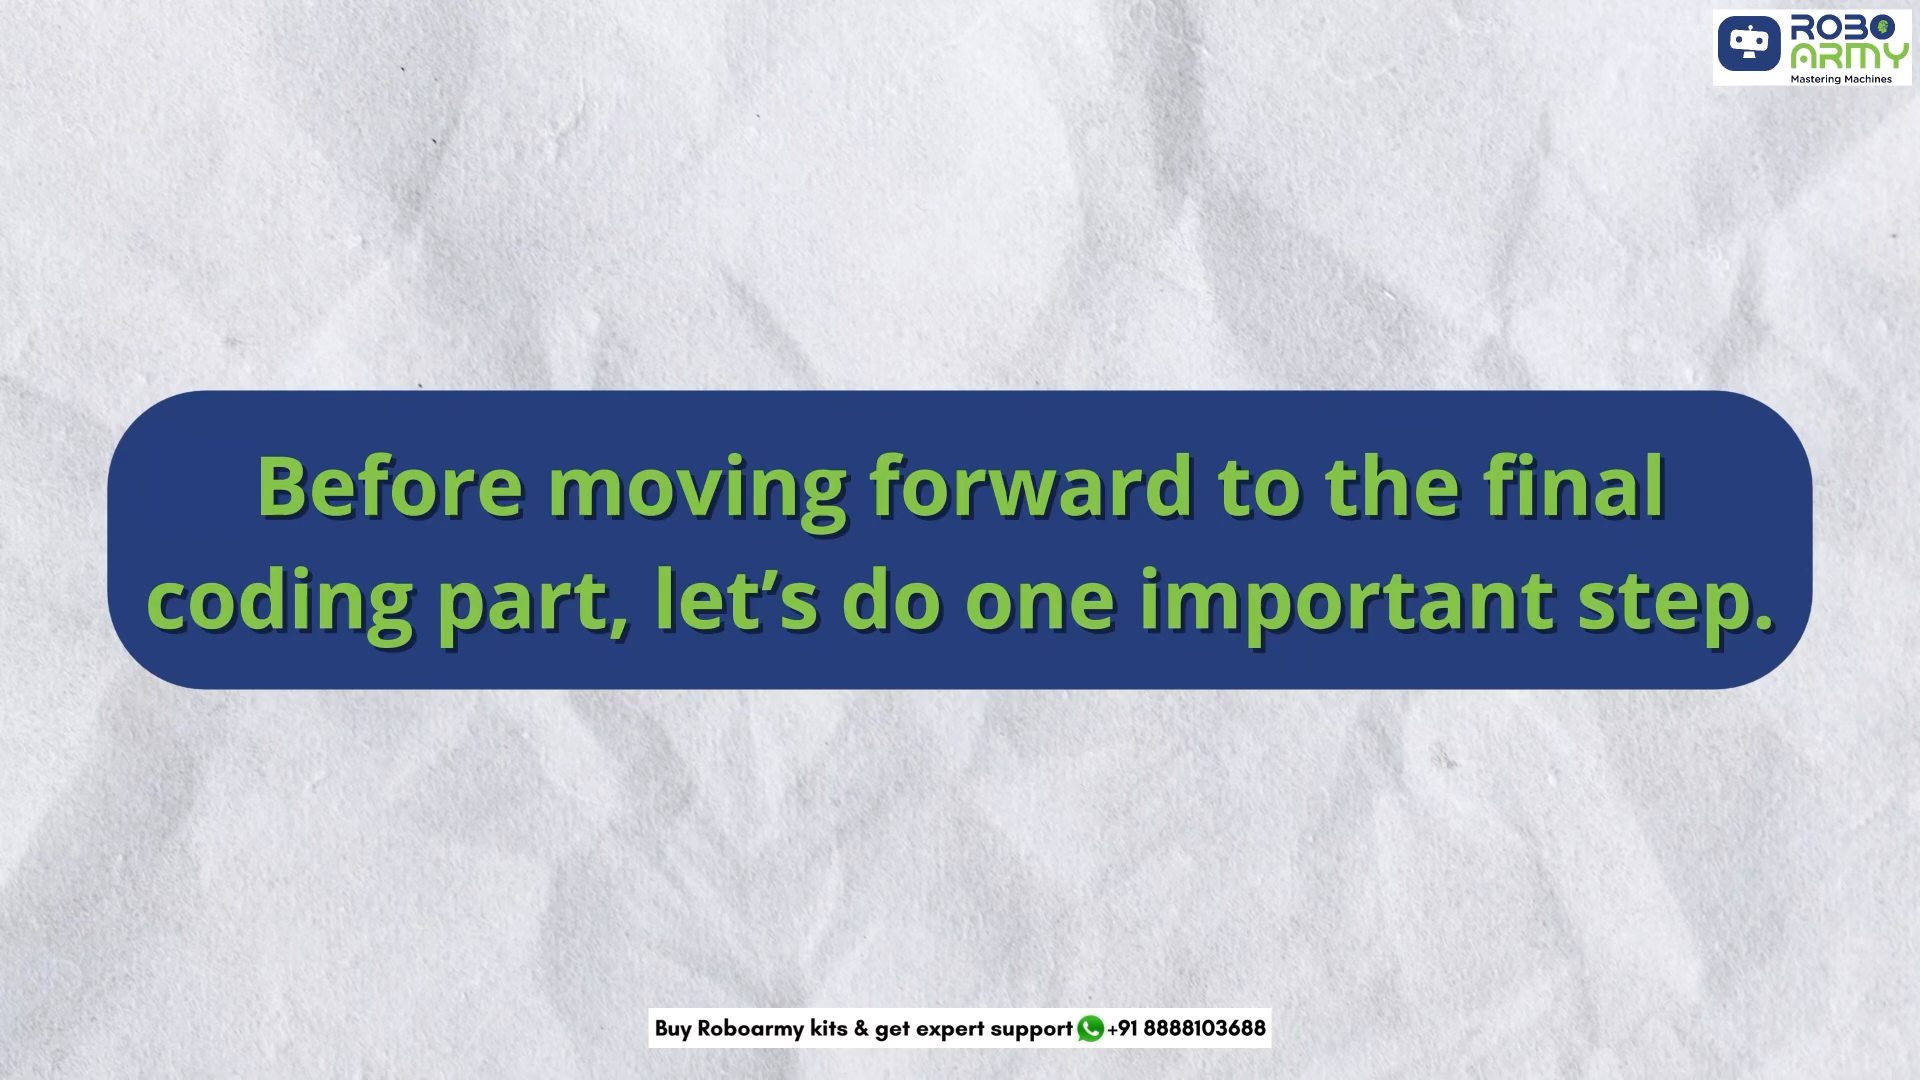 ROBO
ARMY
Mastering Machines
Before moving forward to the final
coding part, let’s do one important step.
Buy Roboarmy kits & get expert support +91 8888103688